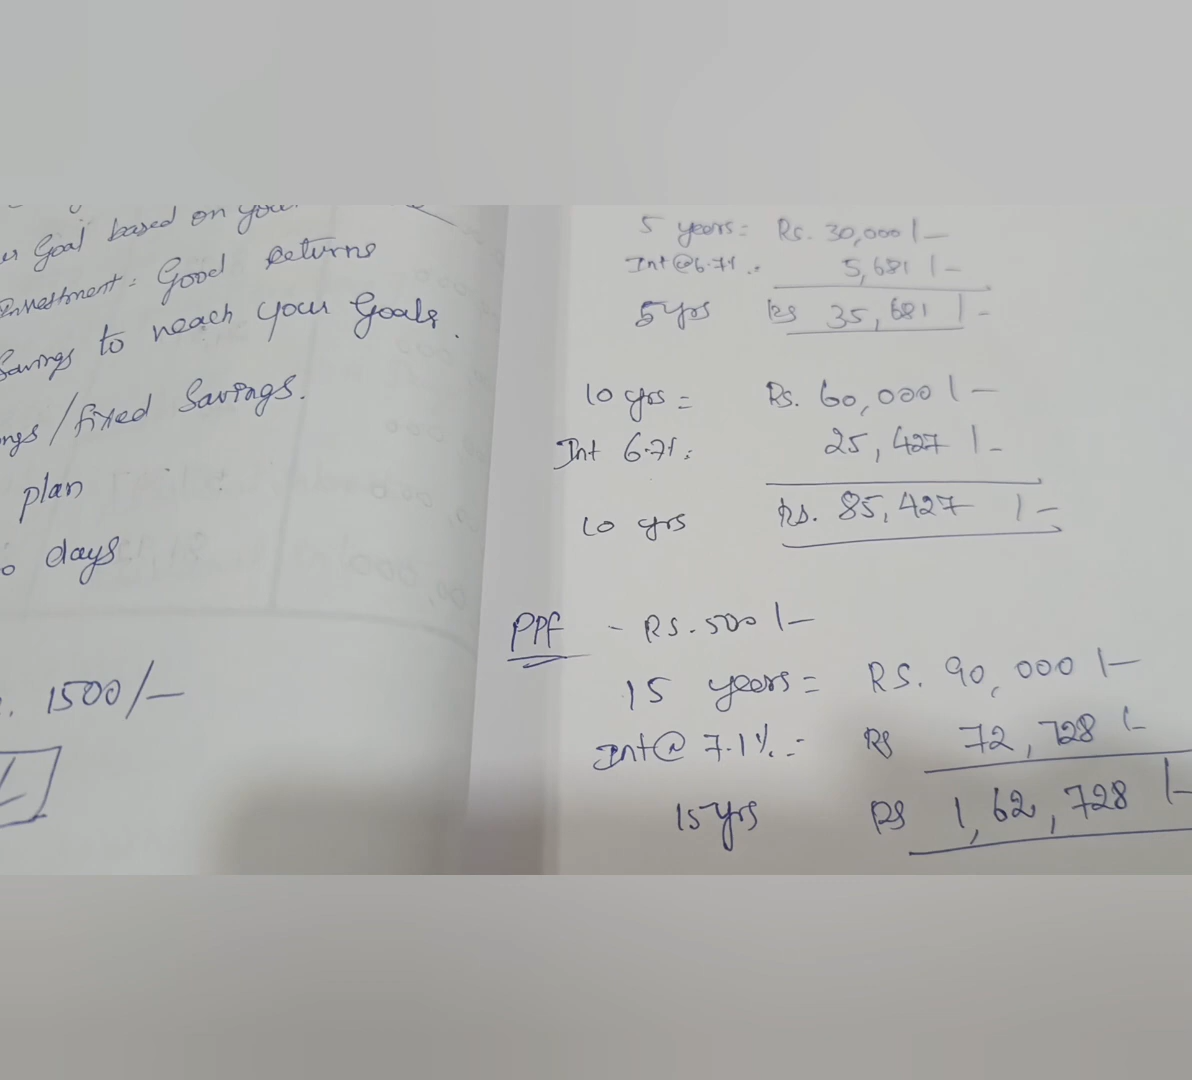 Goal based on your
Investment: Good Returns
Savings to reach your Goals.
/fixed Savings.
plan
days
1500/-
5 years = Rs. 30,000/-
Int@6.7% : 5,681/-
5yrs Rs 35,681/-
10 yrs = Rs. 60,000/-
Int 6.7% : 25,427/-
10 yrs Rs. 85,427/-
PPF - RS. 500/-
15 years = RS. 90,000/-
Int@ 7.1% = Rs 72,728/-
15yrs Rs 1,62,728/-